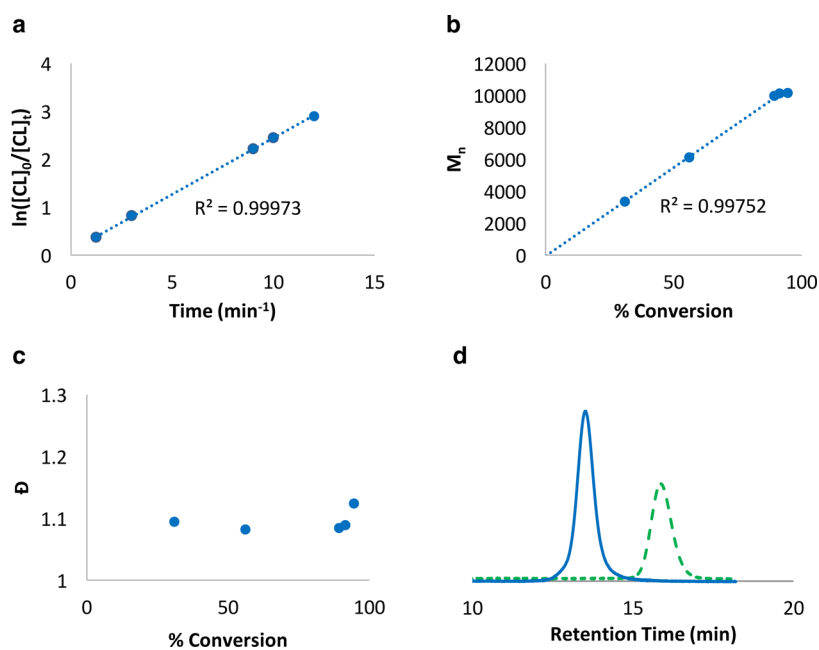 a
ln([CL]₀/[CL]ₜ)
4
3
2
1
0
R² = 0.99973
0 5 10 15
Time (min⁻¹)
b
Mₙ
12000
10000
8000
6000
4000
2000
0
R² = 0.99752
0 50 100
% Conversion
c
Đ
1.3
1.2
1.1
1
0 50 100
% Conversion
d
10 15 20
Retention Time (min)